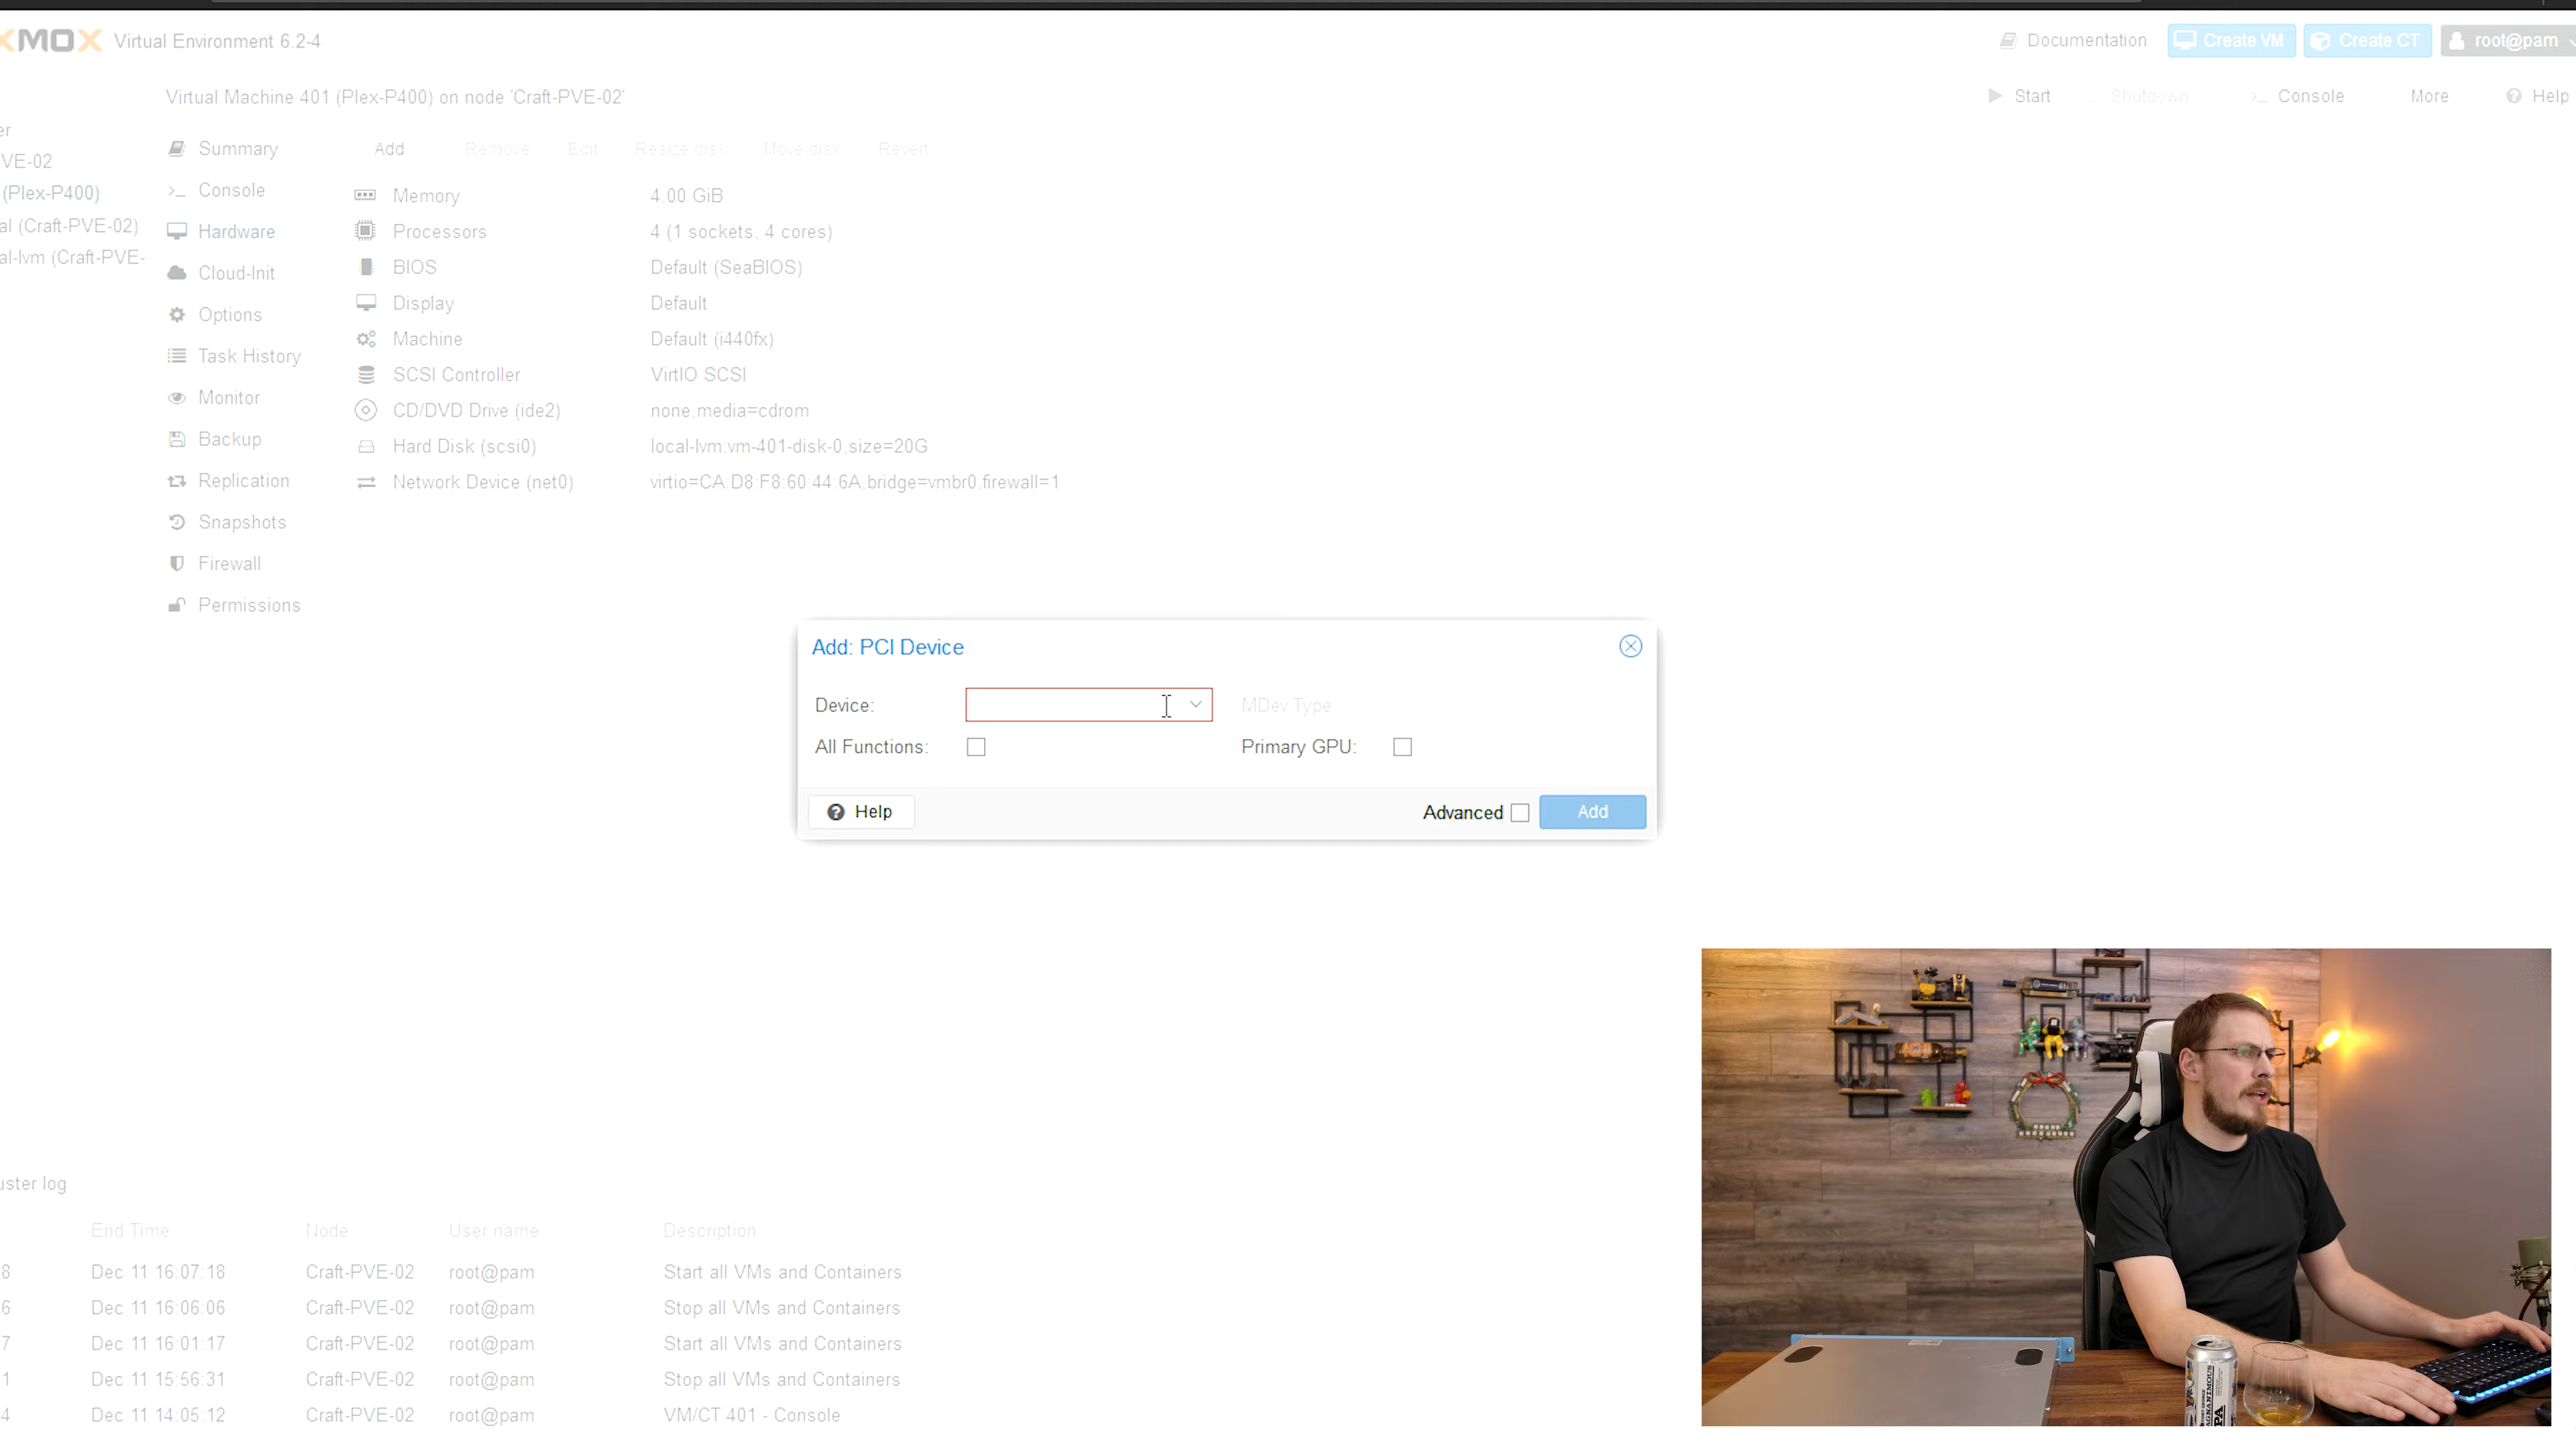 XMOX Virtual Environment 6.2-4
Documentation
Create VM
Create CT
root@pam
Virtual Machine 401 (Plex-P400) on node 'Craft-PVE-02'
Start
Shutdown
Console
More
Help
er
VE-02
(Plex-P400)
al (Craft-PVE-02)
al-lvm (Craft-PVE-
Summary
Console
Hardware
Cloud-Init
Options
Task History
Monitor
Backup
Replication
Snapshots
Firewall
Permissions
Add Remove Edit Resize disk Move disk Revert
Memory 4.00 GiB
Processors 4 (1 sockets, 4 cores)
BIOS Default (SeaBIOS)
Display Default
Machine Default (i440fx)
SCSI Controller VirtIO SCSI
CD/DVD Drive (ide2) none,media=cdrom
Hard Disk (scsi0) local-lvm:vm-401-disk-0,size=20G
Network Device (net0) virtio=CA:D8:F8:60:44:6A,bridge=vmbr0,firewall=1
Add: PCI Device
Device: MDev Type
All Functions: Primary GPU:
Help Advanced Add
uster log
End Time Node User name Description
8 Dec 11 16:07:18 Craft-PVE-02 root@pam Start all VMs and Containers
6 Dec 11 16:06:06 Craft-PVE-02 root@pam Stop all VMs and Containers
7 Dec 11 16:01:17 Craft-PVE-02 root@pam Start all VMs and Containers
1 Dec 11 15:56:31 Craft-PVE-02 root@pam Stop all VMs and Containers
4 Dec 11 14:05:12 Craft-PVE-02 root@pam VM/CT 401 - Console